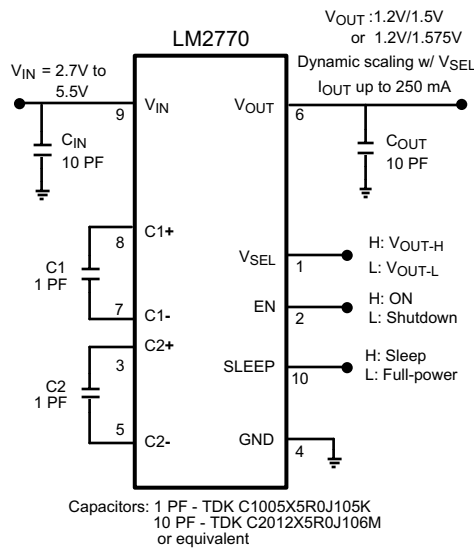 VOUT :1.2V/1.5V
or 1.2V/1.575V
Dynamic scaling w/ VSEL
IOUT up to 250 mA
LM2770
VIN = 2.7V to
5.5V
9
VIN
VOUT
6
CIN
10 PF
COUT
10 PF
8
C1+
C1
1 PF
7
C1-
VSEL
1
H: VOUT-H
L: VOUT-L
EN
2
H: ON
L: Shutdown
C2+
3
C2
1 PF
5
C2-
SLEEP
10
H: Sleep
L: Full-power
GND
4
Capacitors: 1 PF - TDK C1005X5R0J105K
10 PF - TDK C2012X5R0J106M
or equivalent